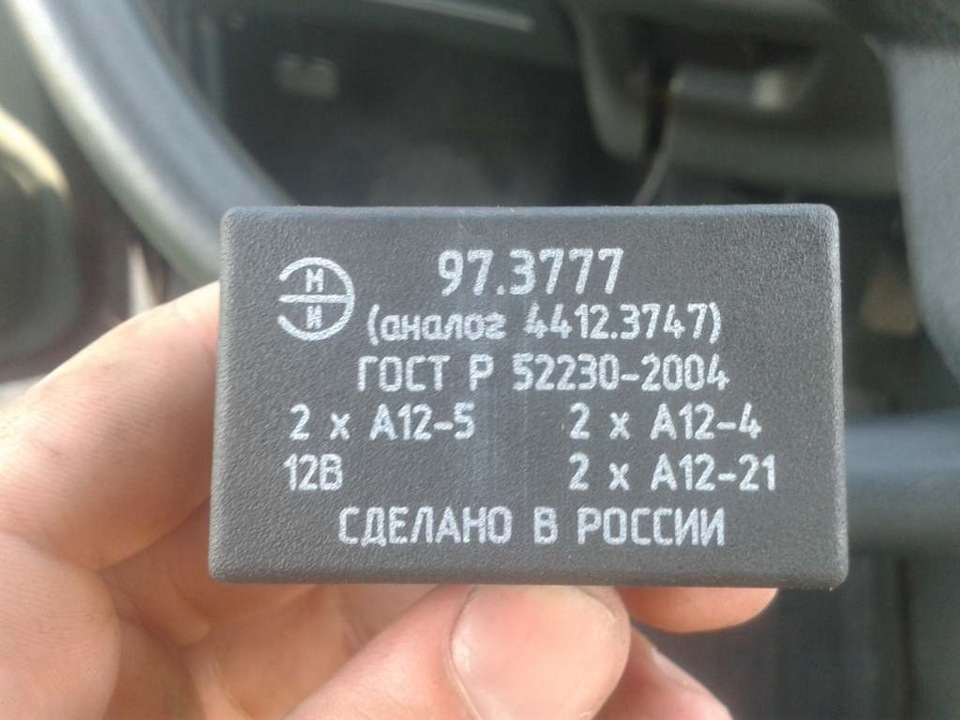 ЭМИ
97.3777
(аналог 4412.3747)
ГОСТ Р 52230-2004
2 х А12-5 2 х А12-4
12В 2 х А12-21
СДЕЛАНО В РОССИИ